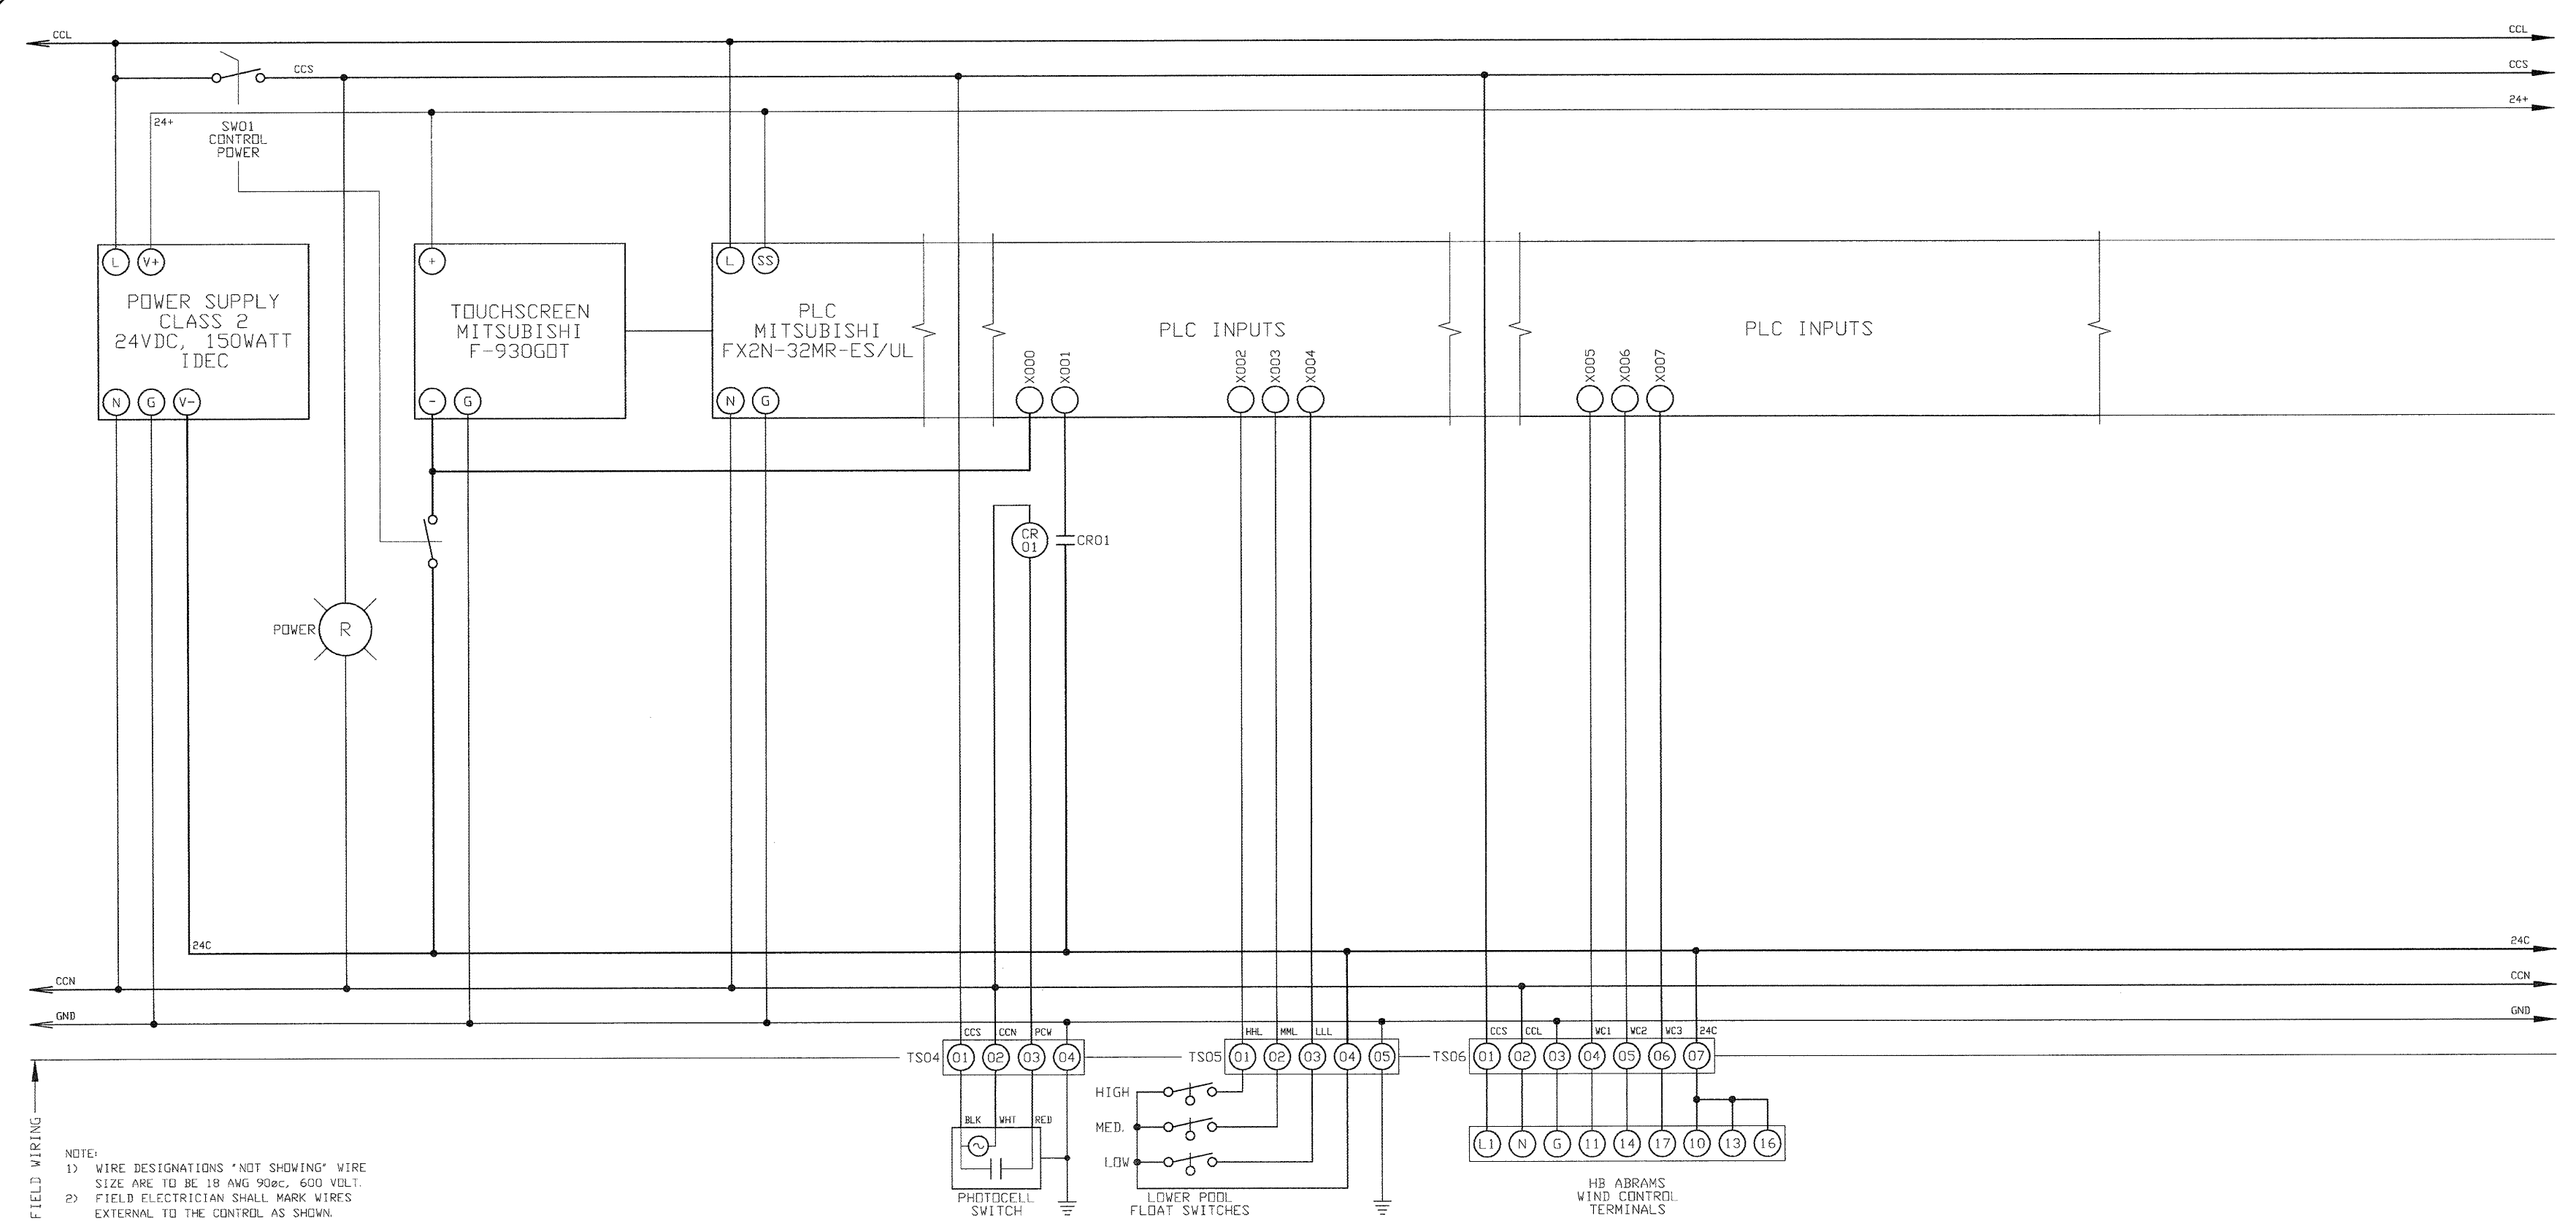 CCL
CCL
CCS
CCS
24+
24+
SW01
CONTROL
POWER
L
V+
+
L
SS
POWER SUPPLY
CLASS 2
24VDC, 150WATT
IDEC
TOUCHSCREEN
MITSUBISHI
F-930GOT
PLC
MITSUBISHI
FX2N-32MR-ES/UL
PLC INPUTS
PLC INPUTS
X000
X001
X002
X003
X004
X005
X006
X007
N
G
V-
-
G
N
G
CR
01
CR01
POWER
R
24C
24C
CCN
CCN
GND
GND
CCS
CCN
PCW
HHL
MML
LLL
CCS
CCL
WC1
WC2
WC3
24C
TS04
01
02
03
04
TS05
01
02
03
04
05
TS06
01
02
03
04
05
06
07
HIGH
MED.
LOW
BLK
WHT
RED
L1
N
G
11
14
17
10
13
16
PHOTOCELL
SWITCH
LOWER POOL
FLOAT SWITCHES
HB ABRAMS
WIND CONTROL
TERMINALS
FIELD WIRING
NOTE:
1) WIRE DESIGNATIONS "NOT SHOWING" WIRE
SIZE ARE TO BE 18 AWG 90øc, 600 VOLT.
2) FIELD ELECTRICIAN SHALL MARK WIRES
EXTERNAL TO THE CONTROL AS SHOWN.